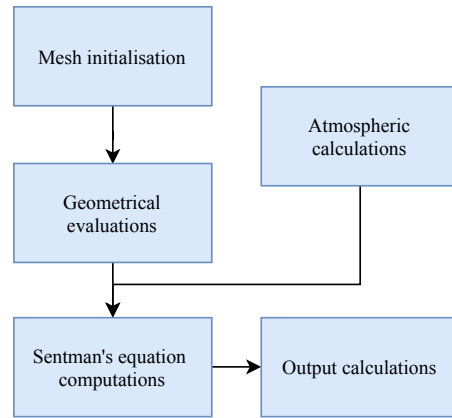 Mesh initialisation
Atmospheric
calculations
Geometrical
evaluations
Sentman's equation
computations
Output calculations